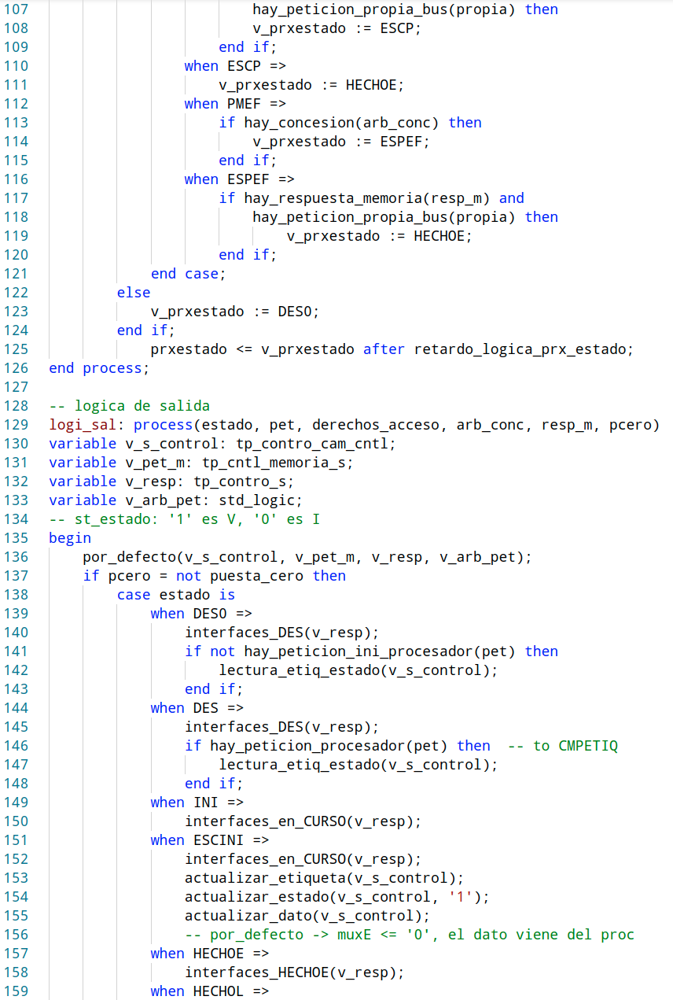 107 hay_peticion_propia_bus(propia) then
108 v_prxestado := ESCP;
109 end if;
110 when ESCP =>
111 v_prxestado := HECHOE;
112 when PMEF =>
113 if hay_concesion(arb_conc) then
114 v_prxestado := ESPEF;
115 end if;
116 when ESPEF =>
117 if hay_respuesta_memoria(resp_m) and
118 hay_peticion_propia_bus(propia) then
119 v_prxestado := HECHOE;
120 end if;
121 end case;
122 else
123 v_prxestado := DES0;
124 end if;
125 prxestado <= v_prxestado after retardo_logica_prx_estado;
126 end process;
127
128 -- logica de salida
129 logi_sal: process(estado, pet, derechos_acceso, arb_conc, resp_m, pcero)
130 variable v_s_control: tp_contro_cam_cntl;
131 variable v_pet_m: tp_cntl_memoria_s;
132 variable v_resp: tp_contro_s;
133 variable v_arb_pet: std_logic;
134 -- st_estado: '1' es V, '0' es I
135 begin
136 por_defecto(v_s_control, v_pet_m, v_resp, v_arb_pet);
137 if pcero = not puesta_cero then
138 case estado is
139 when DES0 =>
140 interfaces_DES(v_resp);
141 if not hay_peticion_ini_procesador(pet) then
142 lectura_etiq_estado(v_s_control);
143 end if;
144 when DES =>
145 interfaces_DES(v_resp);
146 if hay_peticion_procesador(pet) then  -- to CMPETIQ
147 lectura_etiq_estado(v_s_control);
148 end if;
149 when INI =>
150 interfaces_en_CURSO(v_resp);
151 when ESCINI =>
152 interfaces_en_CURSO(v_resp);
153 actualizar_etiqueta(v_s_control);
154 actualizar_estado(v_s_control, '1');
155 actualizar_dato(v_s_control);
156 -- por_defecto -> muxE <= '0', el dato viene del proc
157 when HECHOE =>
158 interfaces_HECHOE(v_resp);
159 when HECHOL =>